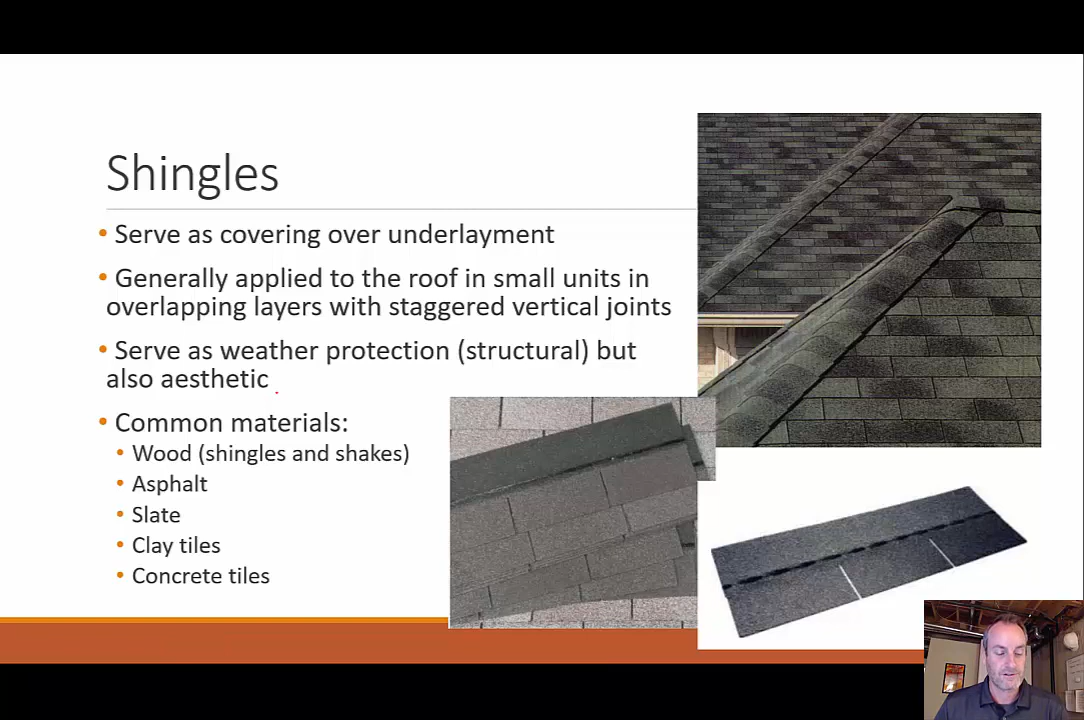 Shingles
• Serve as covering over underlayment
• Generally applied to the roof in small units in
overlapping layers with staggered vertical joints
• Serve as weather protection (structural) but
also aesthetic
• Common materials:
• Wood (shingles and shakes)
• Asphalt
• Slate
• Clay tiles
• Concrete tiles